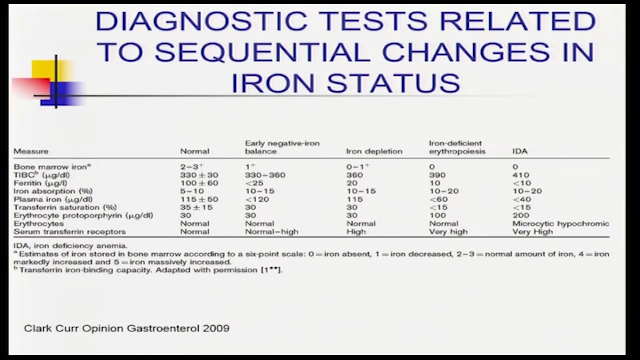 DIAGNOSTIC TESTS RELATED
TO SEQUENTIAL CHANGES IN
IRON STATUS
Measure Normal Early negative-iron balance Iron depletion Iron-deficient erythropoiesis IDA
Bone marrow ironᵃ 2–3⁺ 1⁺ 0–1⁺ 0 0
TIBCᵇ (μg/dl) 330 ± 30 330–360 360 390 410
Ferritin (μg/l) 100 ± 60 <25 20 10 <10
Iron absorption (%) 5–10 10–15 10–15 10–20 10–20
Plasma iron (μg/dl) 115 ± 50 <120 115 <60 <40
Transferrin saturation (%) 35 ± 15 30 30 <15 <15
Erythrocyte protoporphyrin (μg/dl) 30 30 30 100 200
Erythrocytes Normal Normal Normal Normal Microcytic hypochromic
Serum transferrin receptors Normal Normal–high High Very high Very High
IDA, iron deficiency anemia.
ᵃ Estimates of iron stored in bone marrow according to a six-point scale: 0 = iron absent, 1 = iron decreased, 2–3 = normal amount of iron, 4 = iron
markedly increased and 5 = iron massively increased.
ᵇ Transferrin iron-binding capacity. Adapted with permission [1••].
Clark Curr Opinion Gastroenterol 2009